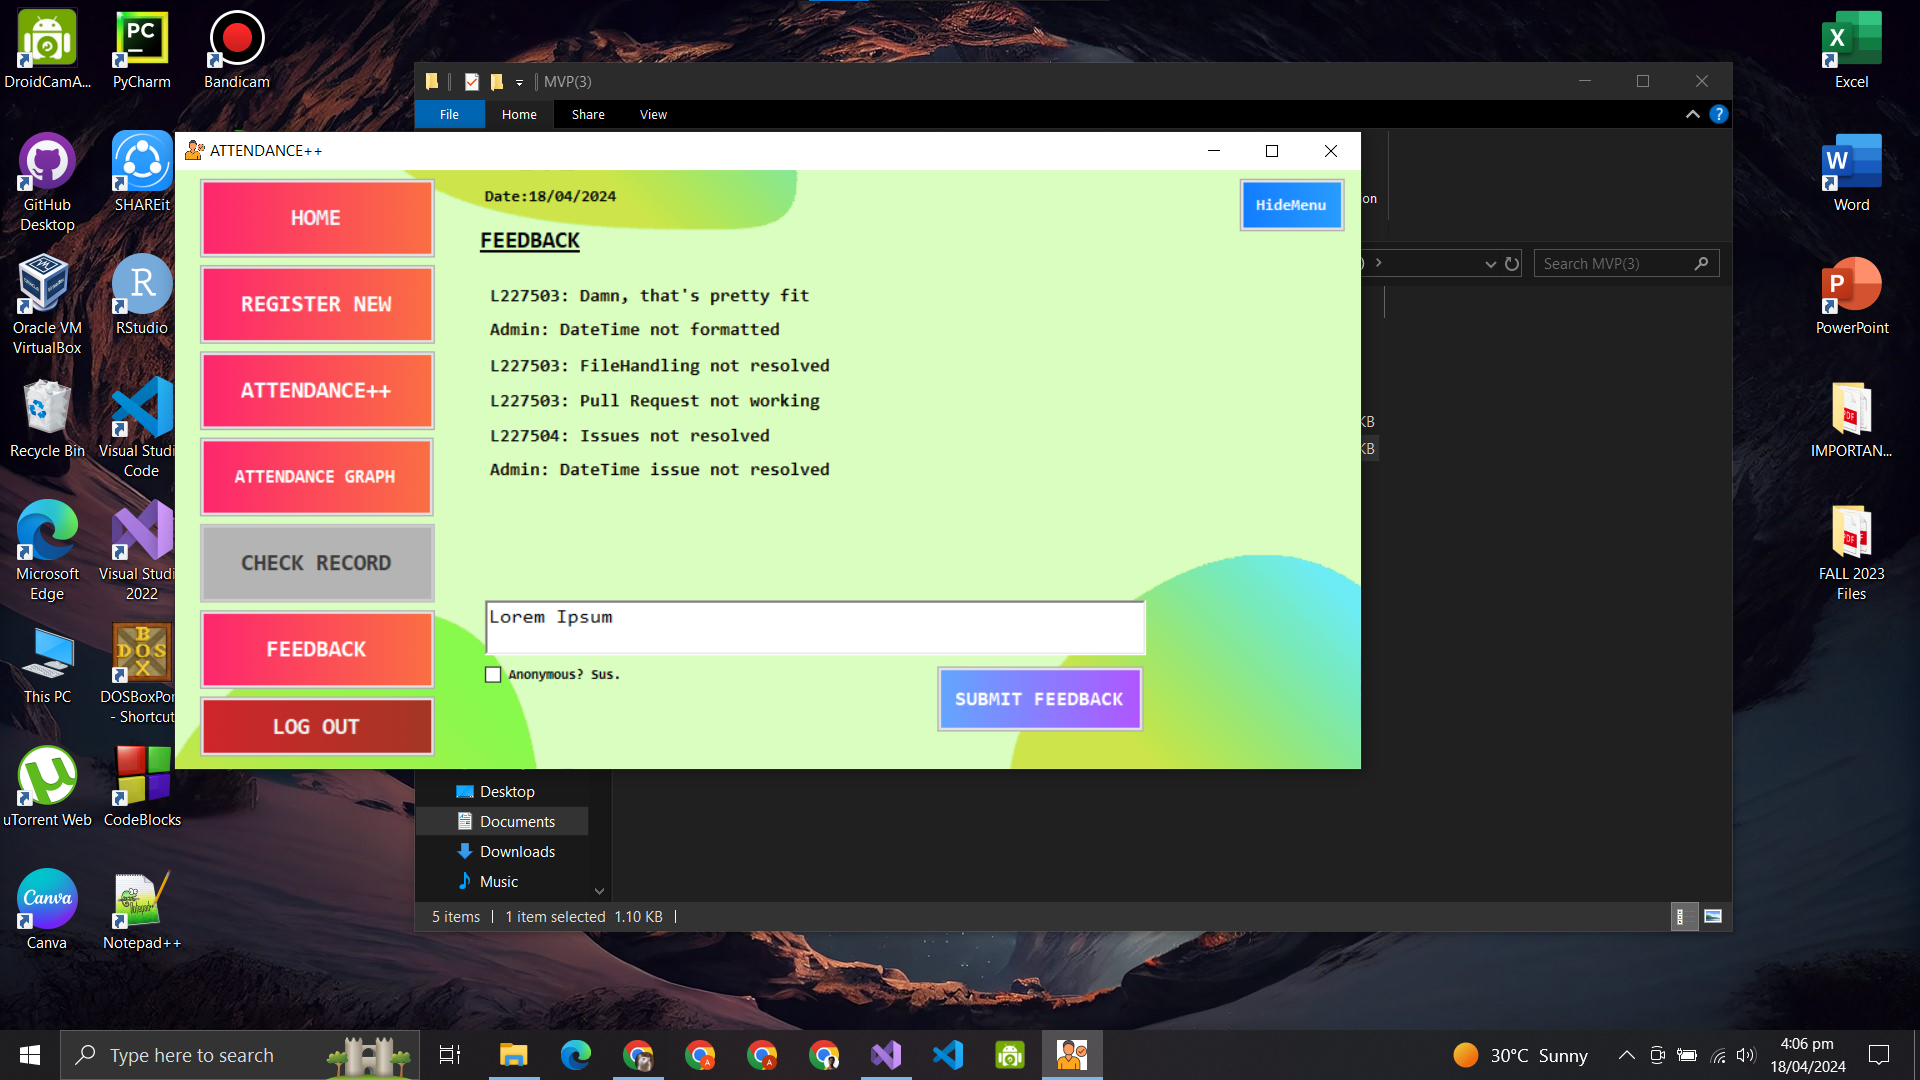 DroidCamA...
PyCharm
Bandicam
GitHub
Desktop
SHAREit
Oracle VM
VirtualBox
RStudio
Recycle Bin
Visual Studi
Code
Microsoft
Edge
Visual Studi
2022
This PC
DOSBoxPor
- Shortcut
uTorrent Web
CodeBlocks
Canva
Notepad++
MVP(3)
File
Home
Share
View
Search MVP(3)
on
KB
KB
ATTENDANCE++
HOME
REGISTER NEW
ATTENDANCE++
ATTENDANCE GRAPH
CHECK RECORD
FEEDBACK
LOG OUT
Date:18/04/2024
HideMenu
FEEDBACK
L227503: Damn, that's pretty fit
Admin: DateTime not formatted
L227503: FileHandling not resolved
L227503: Pull Request not working
L227504: Issues not resolved
Admin: DateTime issue not resolved
Lorem Ipsum
Anonymous? Sus.
SUBMIT FEEDBACK
Desktop
Documents
Downloads
Music
5 items
1 item selected 1.10 KB
Excel
Word
PowerPoint
IMPORTAN...
FALL 2023
Files
Type here to search
30°C Sunny
4:06 pm
18/04/2024